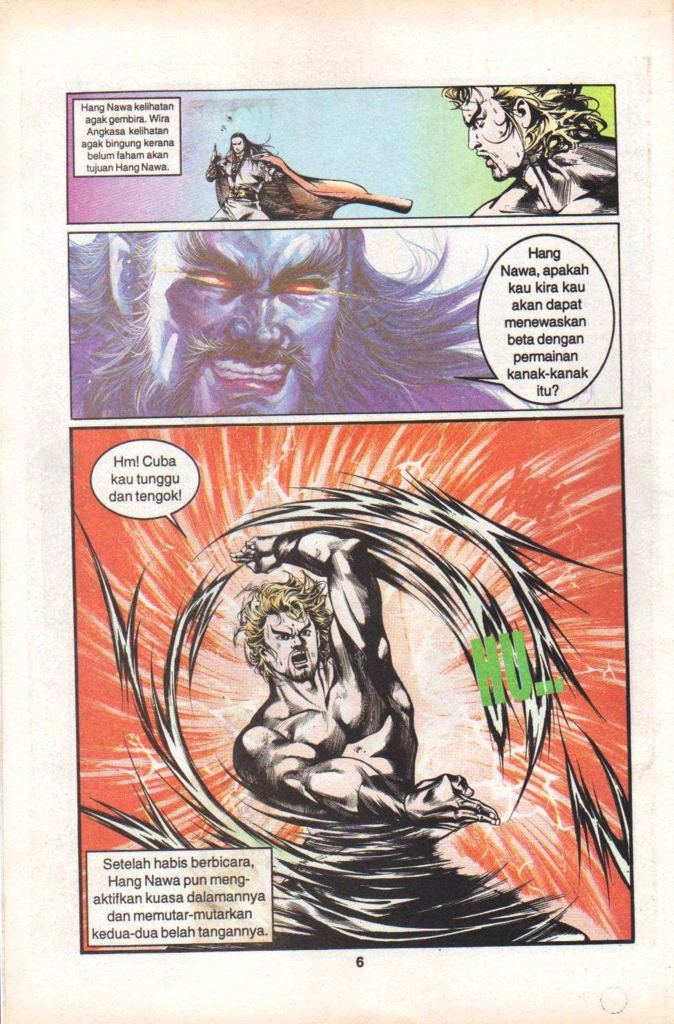 Hang Nawa kelihatan
agak gembira. Wira
Angkasa kelihatan
agak bingung kerana
belum faham akan
tujuan Hang Nawa.
Hang
Nawa, apakah
kau kira kau
akan dapat
menewaskan
beta dengan
permainan
kanak-kanak
itu?
Hm! Cuba
kau tunggu
dan tengok!
HU...
Setelah habis berbicara,
Hang Nawa pun meng-
aktifkan kuasa dalamannya
dan memutar-mutarkan
kedua-dua belah tangannya.
6